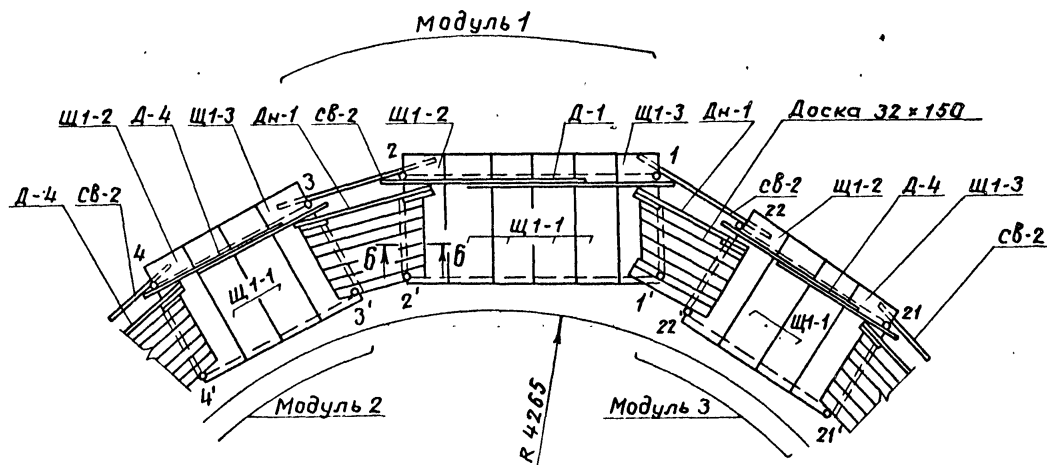 Модуль 1
Щ1-2 Д-4 Щ1-3 Дн-1 СВ-2 Щ1-2 Д-1 Щ1-3 Дн-1 Доска 32×150
Д-4 СВ-2 2 1 СВ-2 Щ1-2 Д-4 Щ1-3
3 22 СВ-2
4 Щ1-1 б б Щ1-1
2' 1'
3' 22' Щ1-1 21
4' 21'
Модуль 2 R 4265 Модуль 3